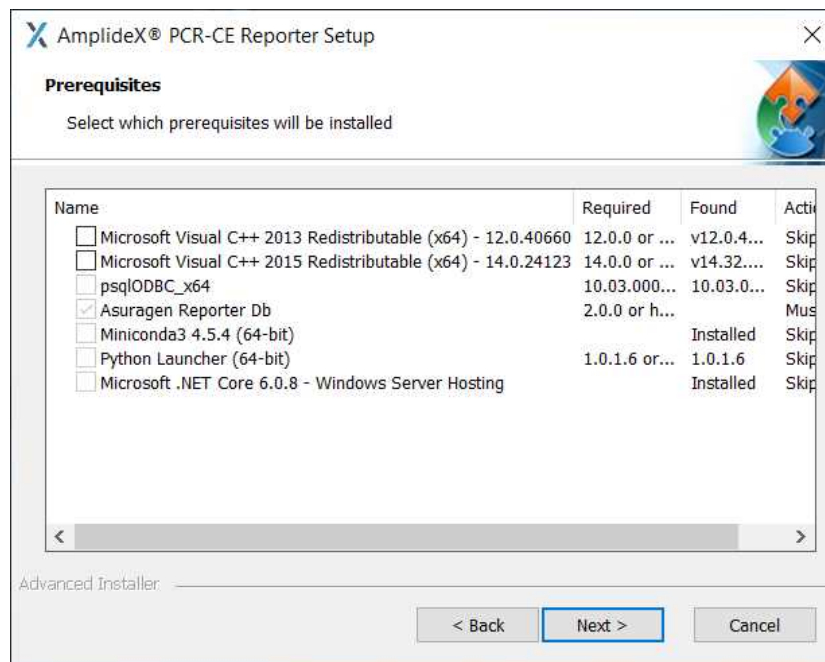 AmplideX® PCR-CE Reporter Setup
Prerequisites
Select which prerequisites will be installed
Name Required Found Actio
Microsoft Visual C++ 2013 Redistributable (x64) - 12.0.40660 12.0.0 or ... v12.0.4... Skip
Microsoft Visual C++ 2015 Redistributable (x64) - 14.0.24123 14.0.0 or ... v14.32.... Skip
psqlODBC_x64 10.03.000... 10.03.0... Skip
Asuragen Reporter Db 2.0.0 or h... Mus
Miniconda3 4.5.4 (64-bit) Installed Skip
Python Launcher (64-bit) 1.0.1.6 or... 1.0.1.6 Skip
Microsoft .NET Core 6.0.8 - Windows Server Hosting Installed Skip
Advanced Installer
< Back Next > Cancel